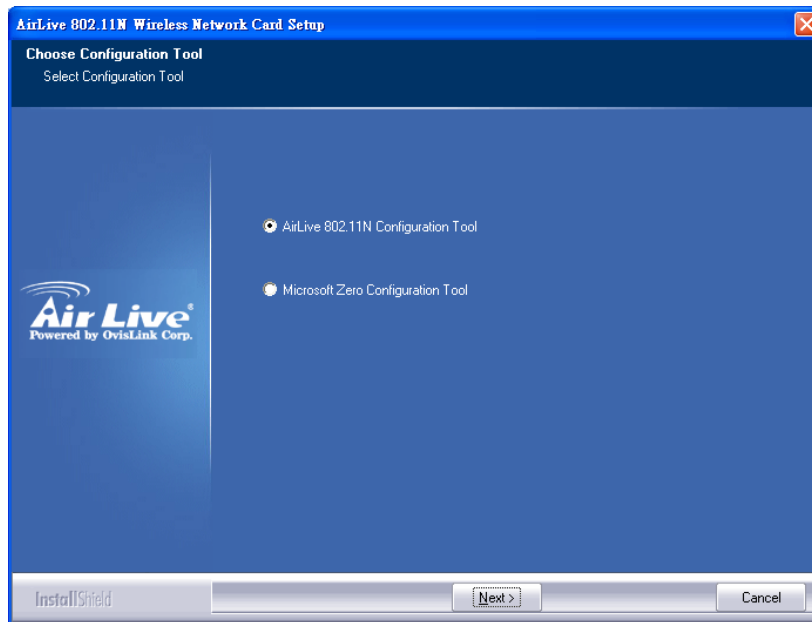 AirLive 802.11N Wireless Network Card Setup
Choose Configuration Tool
Select Configuration Tool
AirLive 802.11N Configuration Tool
Microsoft Zero Configuration Tool
Air Live®
Powered by OvisLink Corp.
InstallShield
Next >
Cancel